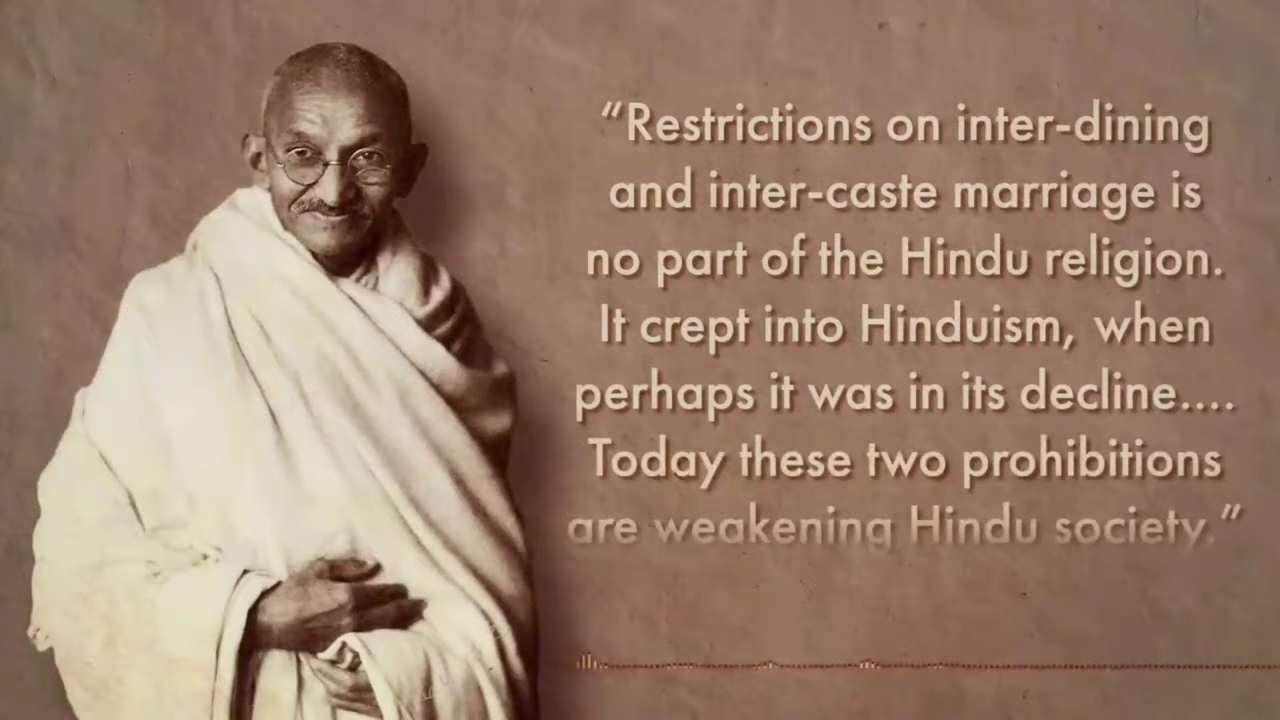 “Restrictions on inter-dining
and inter-caste marriage is
no part of the Hindu religion.
It crept into Hinduism, when
perhaps it was in its decline....
Today these two prohibitions
are weakening Hindu society.”